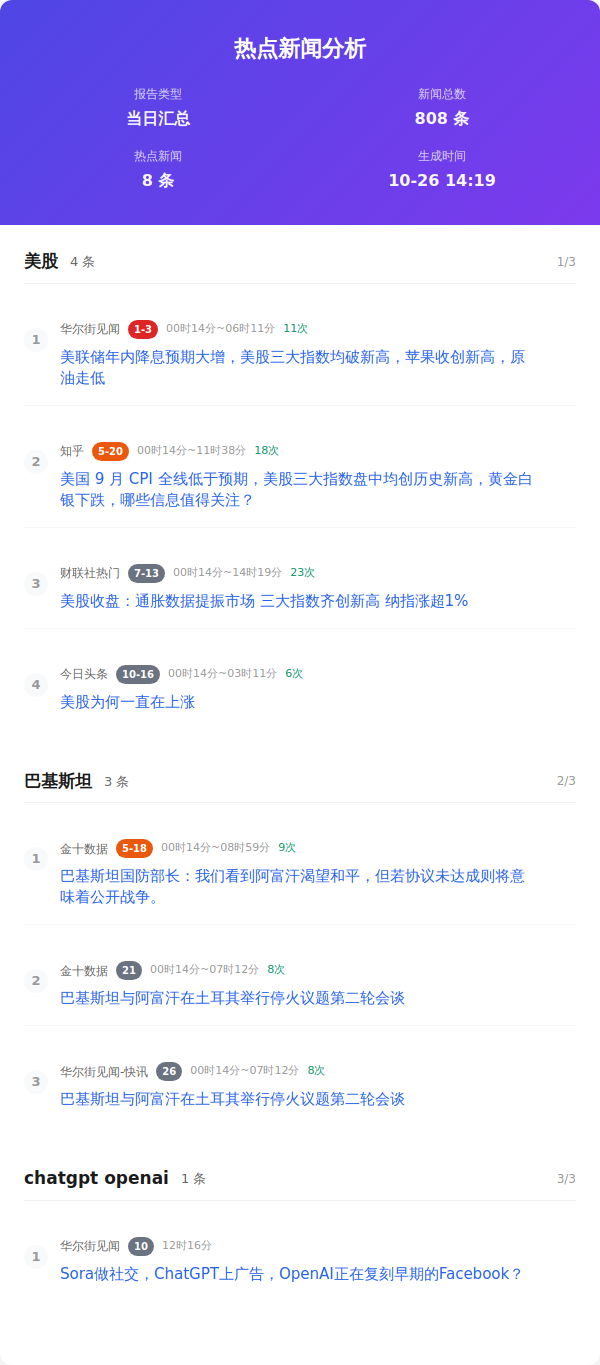 热点新闻分析
报告类型
新闻总数
当日汇总
808 条
热点新闻
生成时间
8 条
10-26 14:19
美股 4 条 1/3
1 华尔街见闻 1-3 00时14分~06时11分 11次
美联储年内降息预期大增，美股三大指数均破新高，苹果收创新高，原
油走低
2 知乎 5-20 00时14分~11时38分 18次
美国 9 月 CPI 全线低于预期，美股三大指数盘中均创历史新高，黄金白
银下跌，哪些信息值得关注？
3 财联社热门 7-13 00时14分~14时19分 23次
美股收盘：通胀数据提振市场 三大指数齐创新高 纳指涨超1%
4 今日头条 10-16 00时14分~03时11分 6次
美股为何一直在上涨
巴基斯坦 3 条 2/3
1 金十数据 5-18 00时14分~08时59分 9次
巴基斯坦国防部长：我们看到阿富汗渴望和平，但若协议未达成则将意
味着公开战争。
2 金十数据 21 00时14分~07时12分 8次
巴基斯坦与阿富汗在土耳其举行停火议题第二轮会谈
3 华尔街见闻-快讯 26 00时14分~07时12分 8次
巴基斯坦与阿富汗在土耳其举行停火议题第二轮会谈
chatgpt openai 1 条 3/3
1 华尔街见闻 10 12时16分
Sora做社交，ChatGPT上广告，OpenAI正在复刻早期的Facebook？